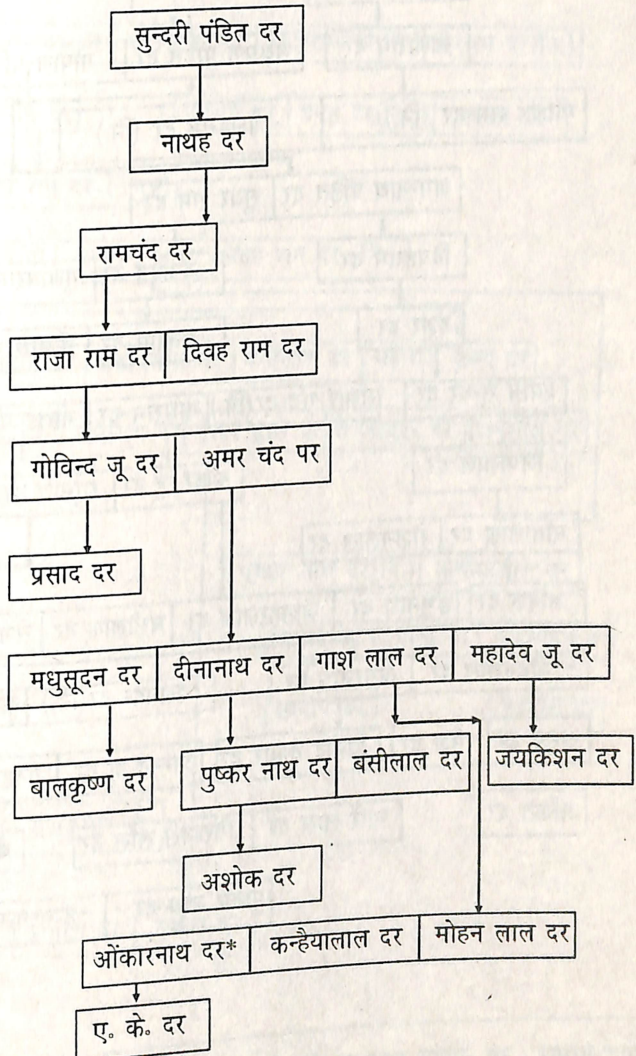 सुन्दरी पंडित दर
नाथह दर
रामचंद दर
राजा राम दर दिवह राम दर
गोविन्द जू दर अमर चंद पर
प्रसाद दर
मधुसूदन दर दीनानाथ दर गाश लाल दर महादेव जू दर
बालकृष्ण दर पुष्कर नाथ दर बंसीलाल दर जयकिशन दर
अशोक दर
ओंकारनाथ दर* कन्हैयालाल दर मोहन लाल दर
ए. के. दर